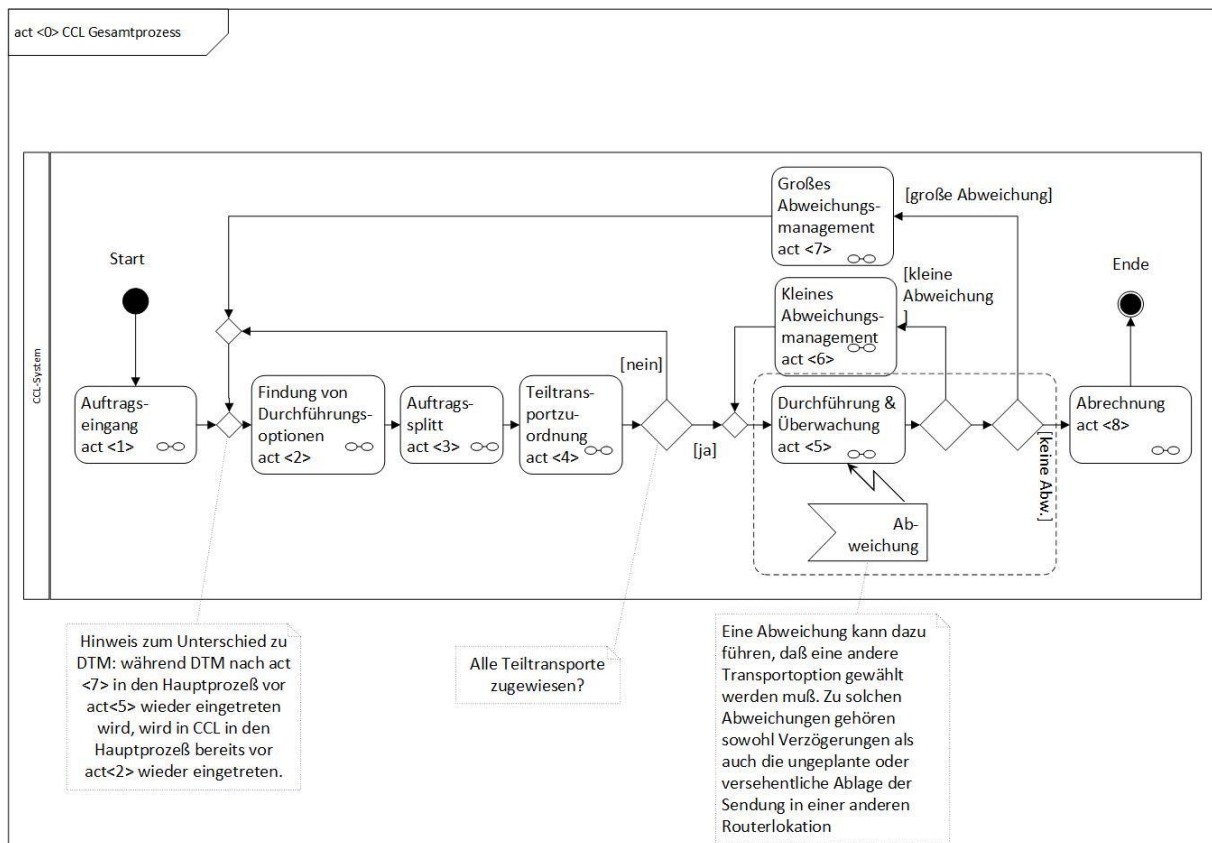 act <0> CCL Gesamtprozess
CCL-System
Start
Großes
Abweichungs-
management
act <7>
[große Abweichung]
Kleines
Abweichungs-
management
act <6>
[kleine
Abweichung
]
Ende
Auftrags-
eingang
act <1>
Findung von
Durchführungs-
optionen
act <2>
Auftrags-
splitt
act <3>
Teiltrans-
portzu-
ordnung
act <4>
[nein]
[ja]
Durchführung &
Überwachung
act <5>
[keine Abw.]
Abrechnung
act <8>
Ab-
weichung
Hinweis zum Unterschied zu
DTM: während DTM nach act
<7> in den Hauptprozeß vor
act<5> wieder eingetreten
wird, wird in CCL in den
Hauptprozeß bereits vor
act<2> wieder eingetreten.
Alle Teiltransporte
zugewiesen?
Eine Abweichung kann dazu
führen, daß eine andere
Transportoption gewählt
werden muß. Zu solchen
Abweichungen gehören
sowohl Verzögerungen als
auch die ungeplante oder
versehentliche Ablage der
Sendung in einer anderen
Routerlokation